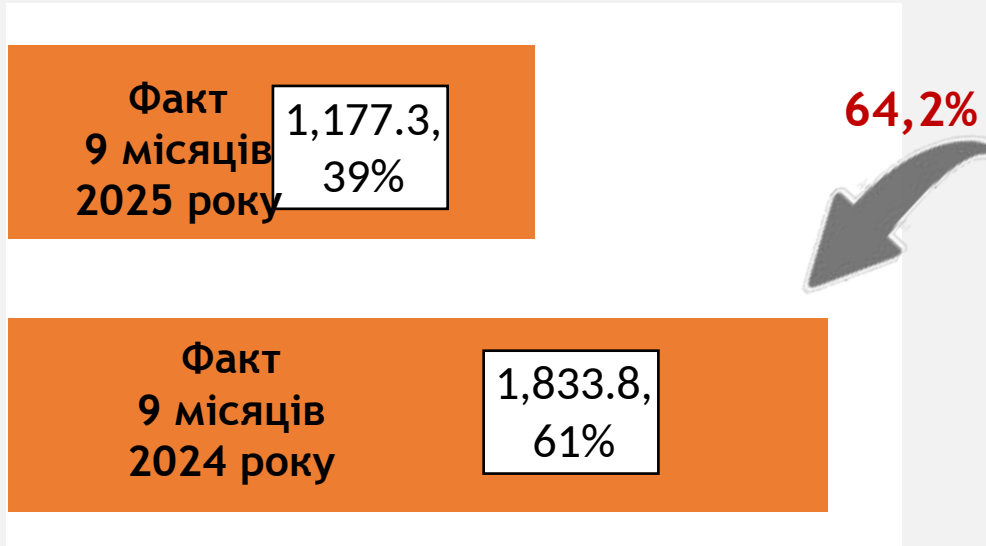 Факт
9 місяців
2025 року
1,177.3,
39%
64,2%
Факт
9 місяців
2024 року
1,833.8,
61%